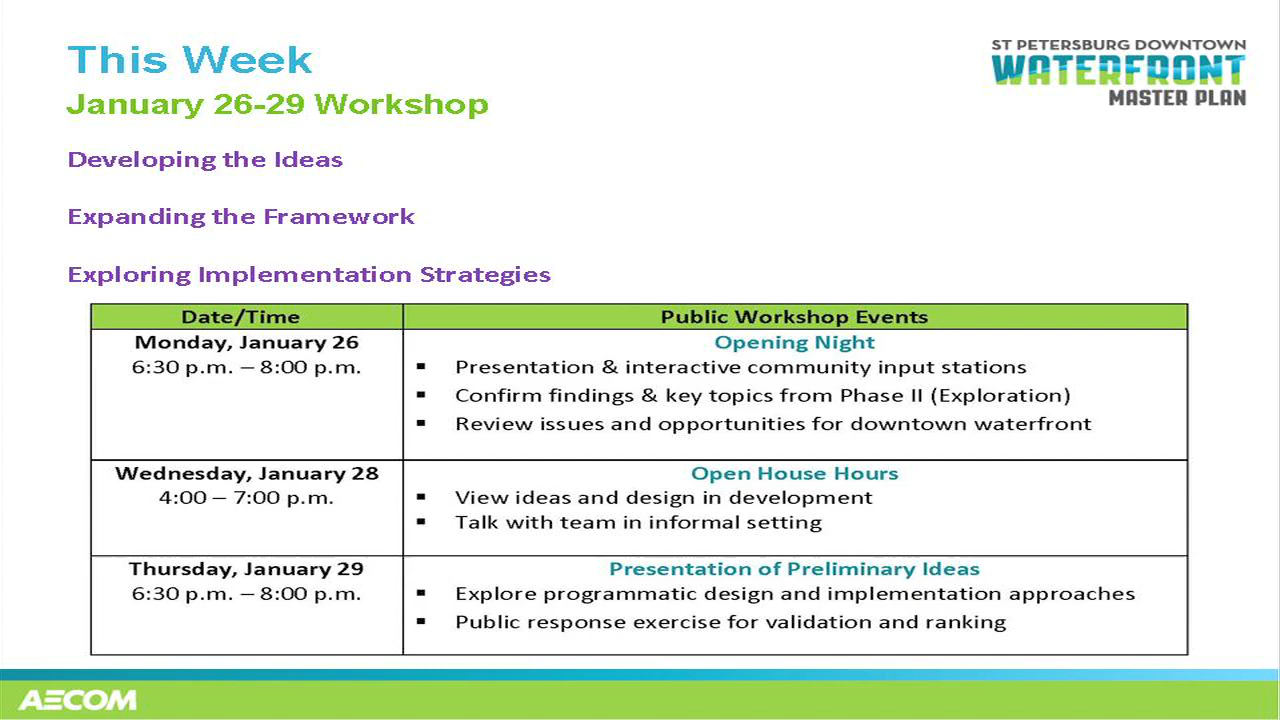 This Week
January 26-29 Workshop
ST PETERSBURG DOWNTOWN
WATERFRONT
MASTER PLAN
Developing the Ideas
Expanding the Framework
Exploring Implementation Strategies
Date/Time Public Workshop Events
Monday, January 26 Opening Night
6:30 p.m. – 8:00 p.m. ▪ Presentation & interactive community input stations
▪ Confirm findings & key topics from Phase II (Exploration)
▪ Review issues and opportunities for downtown waterfront
Wednesday, January 28 Open House Hours
4:00 – 7:00 p.m. ▪ View ideas and design in development
▪ Talk with team in informal setting
Thursday, January 29 Presentation of Preliminary Ideas
6:30 p.m. – 8:00 p.m. ▪ Explore programmatic design and implementation approaches
▪ Public response exercise for validation and ranking
AECOM